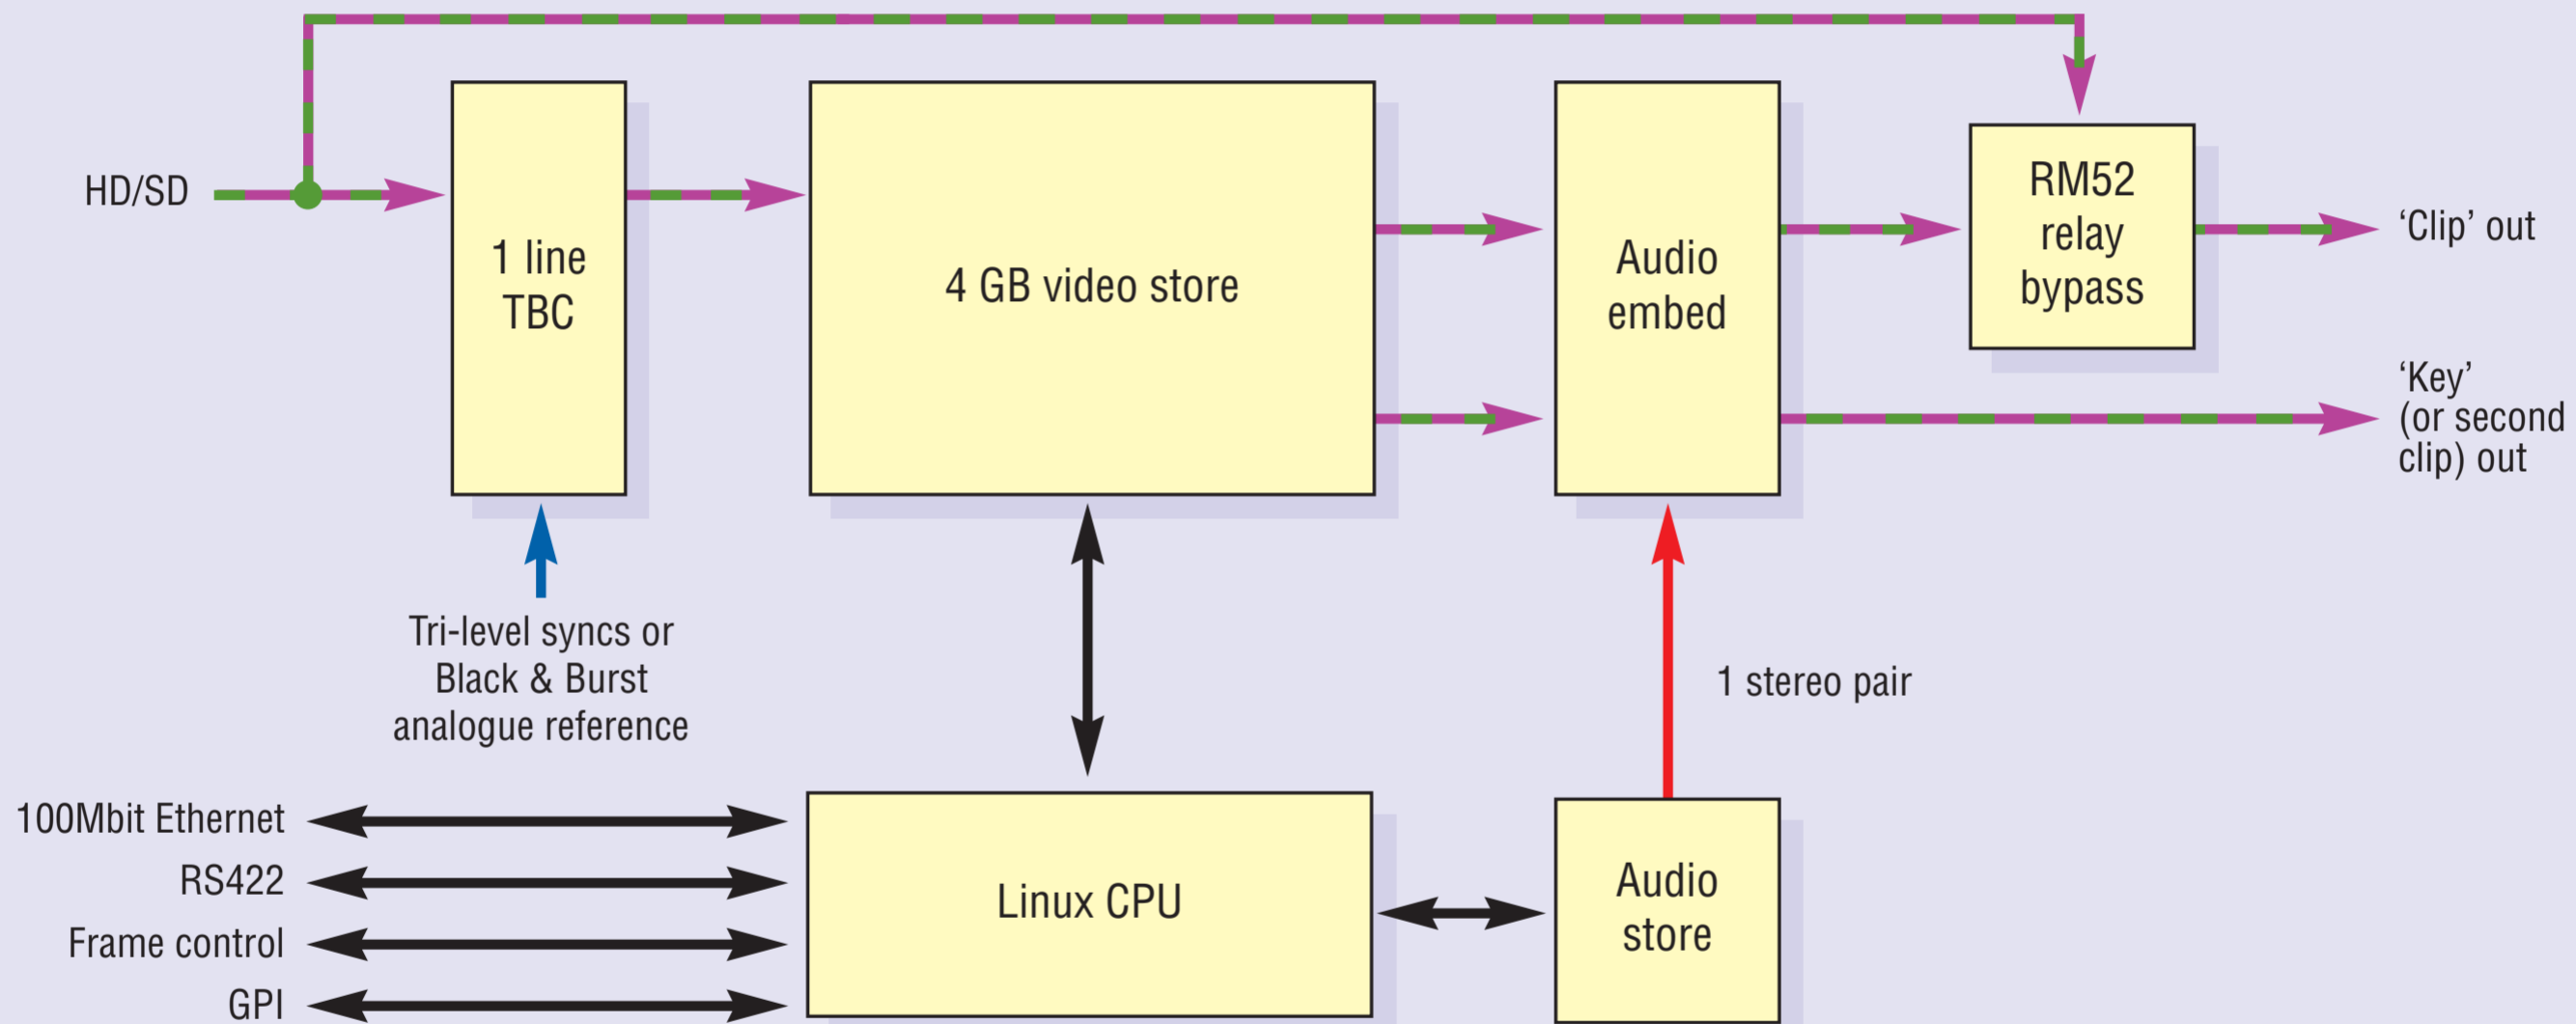 HD/SD
1 line
TBC
4 GB video store
Audio
embed
RM52
relay
bypass
‘Clip’ out
‘Key’
(or second
clip) out
Tri-level syncs or
Black & Burst
analogue reference
1 stereo pair
100Mbit Ethernet
RS422
Frame control
GPI
Linux CPU
Audio
store